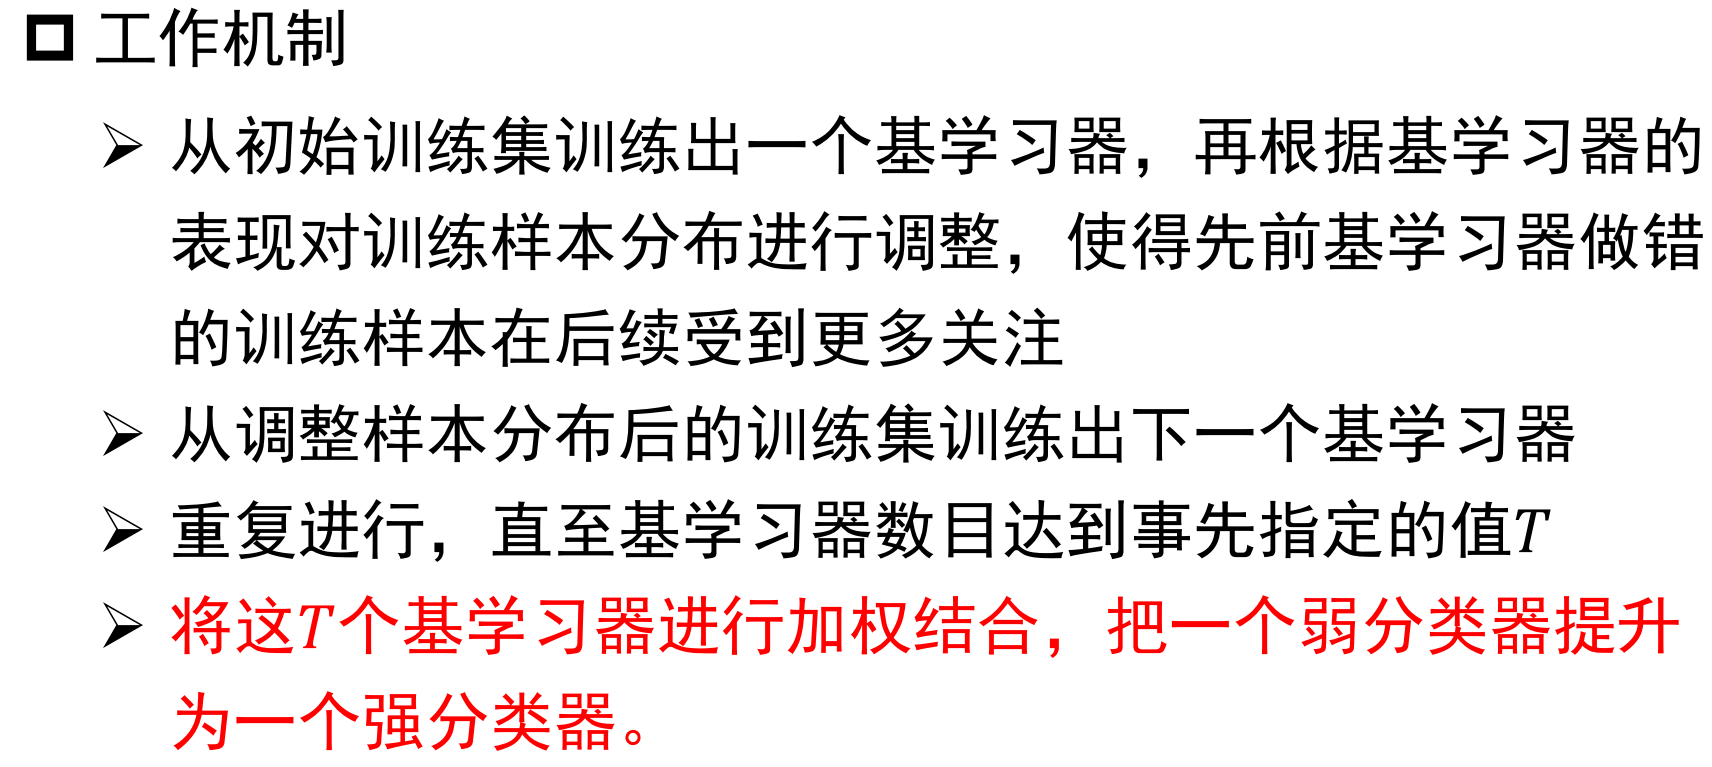 工作机制
从初始训练集训练出一个基学习器，再根据基学习器的
表现对训练样本分布进行调整，使得先前基学习器做错
的训练样本在后续受到更多关注
从调整样本分布后的训练集训练出下一个基学习器
重复进行，直至基学习器数目达到事先指定的值T
将这T个基学习器进行加权结合，把一个弱分类器提升
为一个强分类器。